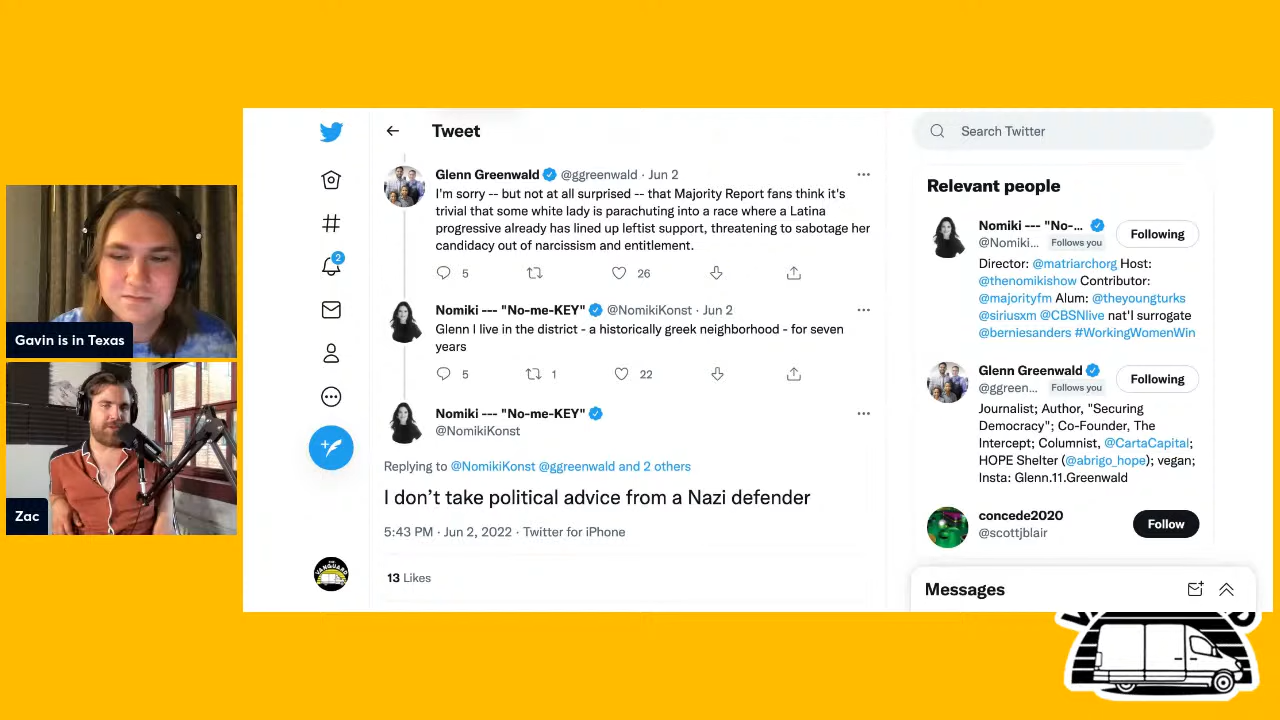 Tweet
Glenn Greenwald @ggreenwald · Jun 2
I'm sorry -- but not at all surprised -- that Majority Report fans think it's
trivial that some white lady is parachuting into a race where a Latina
progressive already has lined up leftist support, threatening to sabotage her
candidacy out of narcissism and entitlement.
5 26
Nomiki --- "No-me-KEY" @NomikiKonst · Jun 2
Glenn I live in the district - a historically greek neighborhood - for seven
years
5 1 22
Nomiki --- "No-me-KEY"
@NomikiKonst
Replying to @NomikiKonst @ggreenwald and 2 others
I don’t take political advice from a Nazi defender
5:43 PM · Jun 2, 2022 · Twitter for iPhone
13 Likes
2
Search Twitter
Relevant people
Nomiki --- "No-...
@Nomiki... Follows you
Following
Director: @matriarchorg Host:
@thenomikishow Contributor:
@majorityfm Alum: @theyoungturks
@siriusxm @CBSNlive nat'l surrogate
@berniesanders #WorkingWomenWin
Glenn Greenwald
@ggreen... Follows you
Following
Journalist; Author, "Securing
Democracy"; Co-Founder, The
Intercept; Columnist, @CartaCapital;
HOPE Shelter (@abrigo_hope); vegan;
Insta: Glenn.11.Greenwald
concede2020
@scottjblair
Follow
Messages
Gavin is in Texas
Zac
VANGUARD